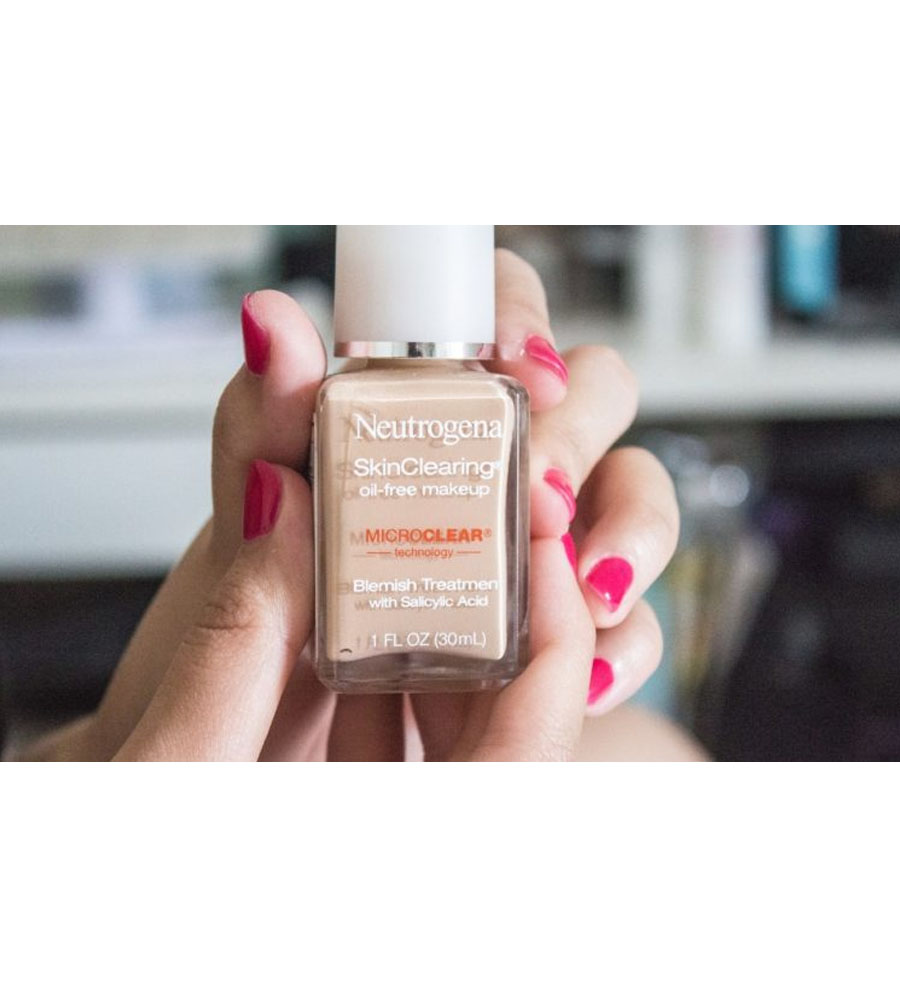 Neutrogena
SkinClearing®
oil-free makeup
MICROCLEAR®
technology
Blemish Treatmen
with Salicylic Acid
1 FL OZ (30mL)